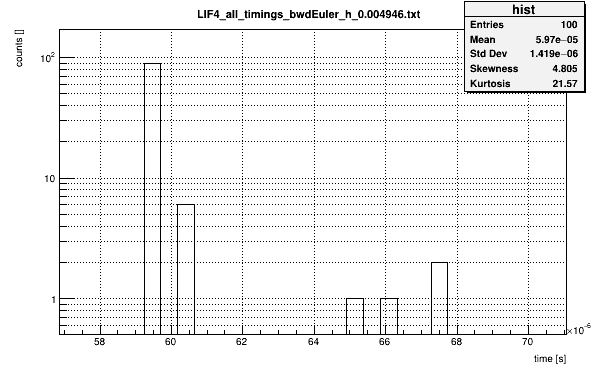 LIF4_all_timings_bwdEuler_h_0.004946.txt
hist
Entries 100
Mean 5.97e−05
Std Dev 1.419e−06
Skewness 4.805
Kurtosis 21.57
counts []
10²
10
1
58 60 62 64 66 68 70
×10⁻⁶
time [s]